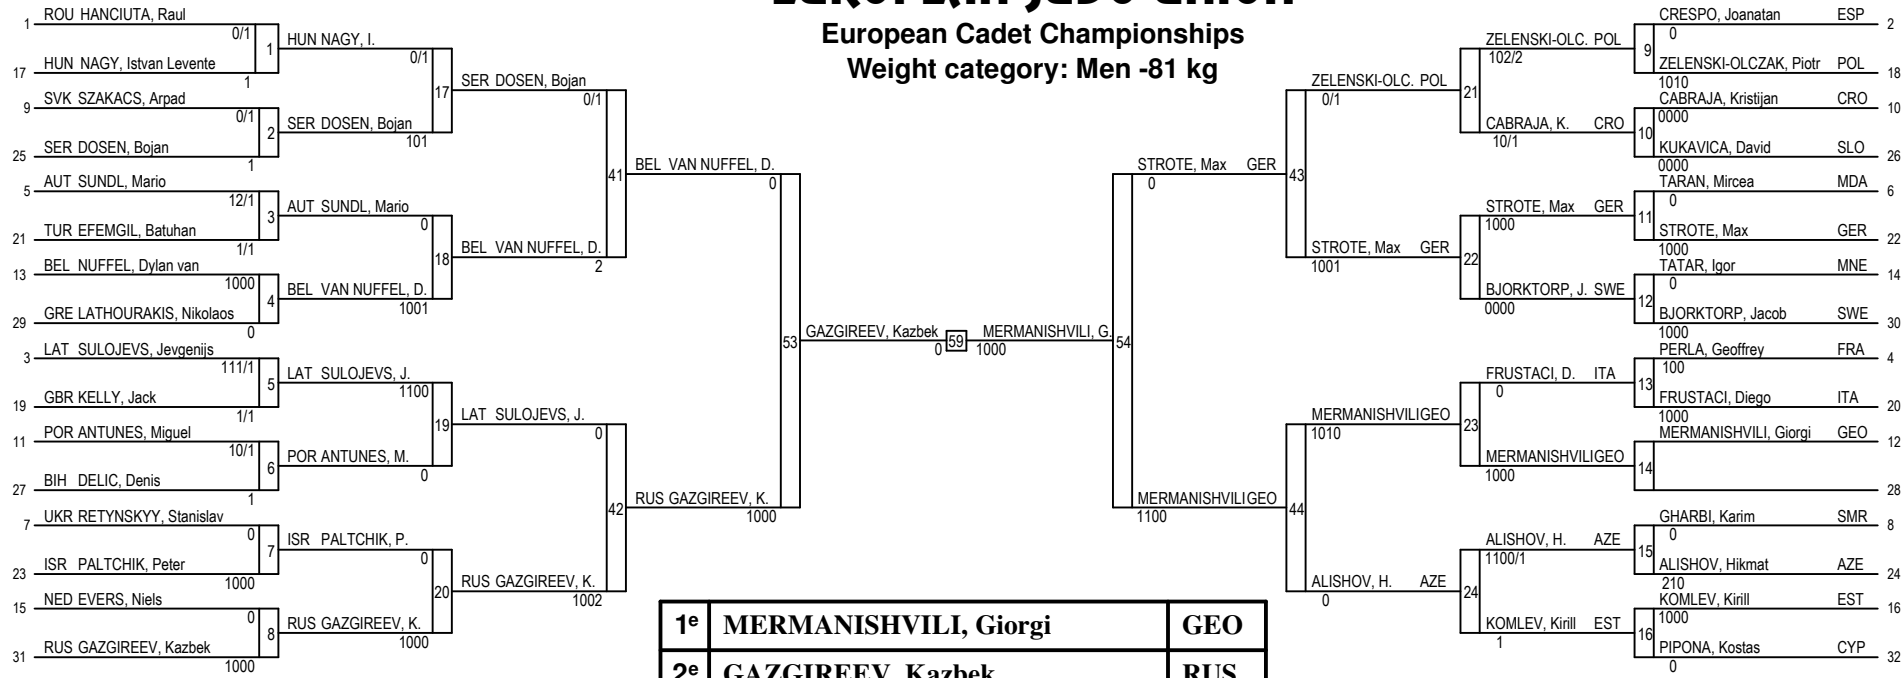 European Judo Union
European Cadet Championships
Weight category: Men -81 kg
1 ROU HANCIUTA, Raul
0/1
1
17 HUN NAGY, Istvan Levente
1
HUN NAGY, I.
0/1
9 SVK SZAKACS, Arpad
0/1
2
25 SER DOSEN, Bojan
1
SER DOSEN, Bojan
101
17
SER DOSEN, Bojan
0/1
5 AUT SUNDL, Mario
12/1
3
21 TUR EFEMGIL, Batuhan
1/1
AUT SUNDL, Mario
0
13 BEL NUFFEL, Dylan van
1000
4
29 GRE LATHOURAKIS, Nikolaos
0
BEL VAN NUFFEL, D.
1001
18
BEL VAN NUFFEL, D.
2
41
BEL VAN NUFFEL, D.
0
3 LAT SULOJEVS, Jevgenijs
111/1
5
19 GBR KELLY, Jack
1/1
LAT SULOJEVS, J.
1100
11 POR ANTUNES, Miguel
10/1
6
27 BIH DELIC, Denis
1
POR ANTUNES, M.
0
19
LAT SULOJEVS, J.
0
7 UKR RETYNSKYY, Stanislav
0
7
23 ISR PALTCHIK, Peter
1000
ISR PALTCHIK, P.
0
15 NED EVERS, Niels
0
8
31 RUS GAZGIREEV, Kazbek
1000
RUS GAZGIREEV, K.
1000
20
RUS GAZGIREEV, K.
1002
42
RUS GAZGIREEV, K.
1000
53
GAZGIREEV, Kazbek
0
59
MERMANISHVILI, G.
1000
54
STROTE, Max GER
0
43
ZELENSKI-OLC. POL
0/1
21
ZELENSKI-OLC. POL
102/2
9
CRESPO, Joanatan ESP 2
0
ZELENSKI-OLCZAK, Piotr POL 18
1010
CABRAJA, K. CRO
10/1
10
CABRAJA, Kristijan CRO 10
0000
KUKAVICA, David SLO 26
0000
STROTE, Max GER
1001
22
STROTE, Max GER
1000
11
TARAN, Mircea MDA 6
0
STROTE, Max GER 22
1000
BJORKTORP, J. SWE
0000
12
TATAR, Igor MNE 14
0
BJORKTORP, Jacob SWE 30
1000
MERMANISHVILIGEO
1100
44
MERMANISHVILIGEO
1010
23
FRUSTACI, D. ITA
0
13
PERLA, Geoffrey FRA 4
100
FRUSTACI, Diego ITA 20
1000
MERMANISHVILIGEO
1000
14
MERMANISHVILI, Giorgi GEO 12
28
ALISHOV, H. AZE
0
24
ALISHOV, H. AZE
1100/1
15
GHARBI, Karim SMR 8
0
ALISHOV, Hikmat AZE 24
210
KOMLEV, Kirill EST
1
16
KOMLEV, Kirill EST 16
1000
PIPONA, Kostas CYP 32
0
1e MERMANISHVILI, Giorgi GEO
2e GAZGIREEV, Kazbek RUS